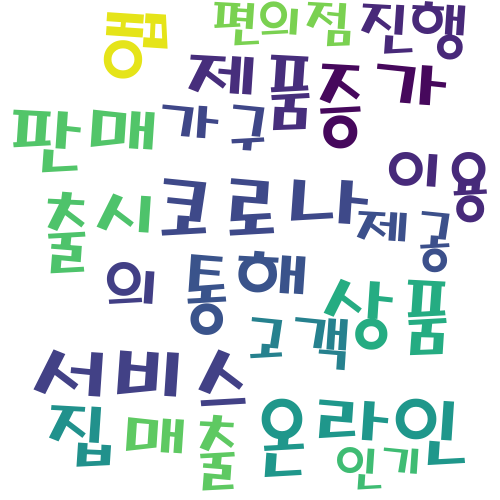 앱 편의점 진행
제품 증가
판매 가구
이용
출시 코로나 제공
의 통해 상품
고객
서비스
집 매출 온라인
인기